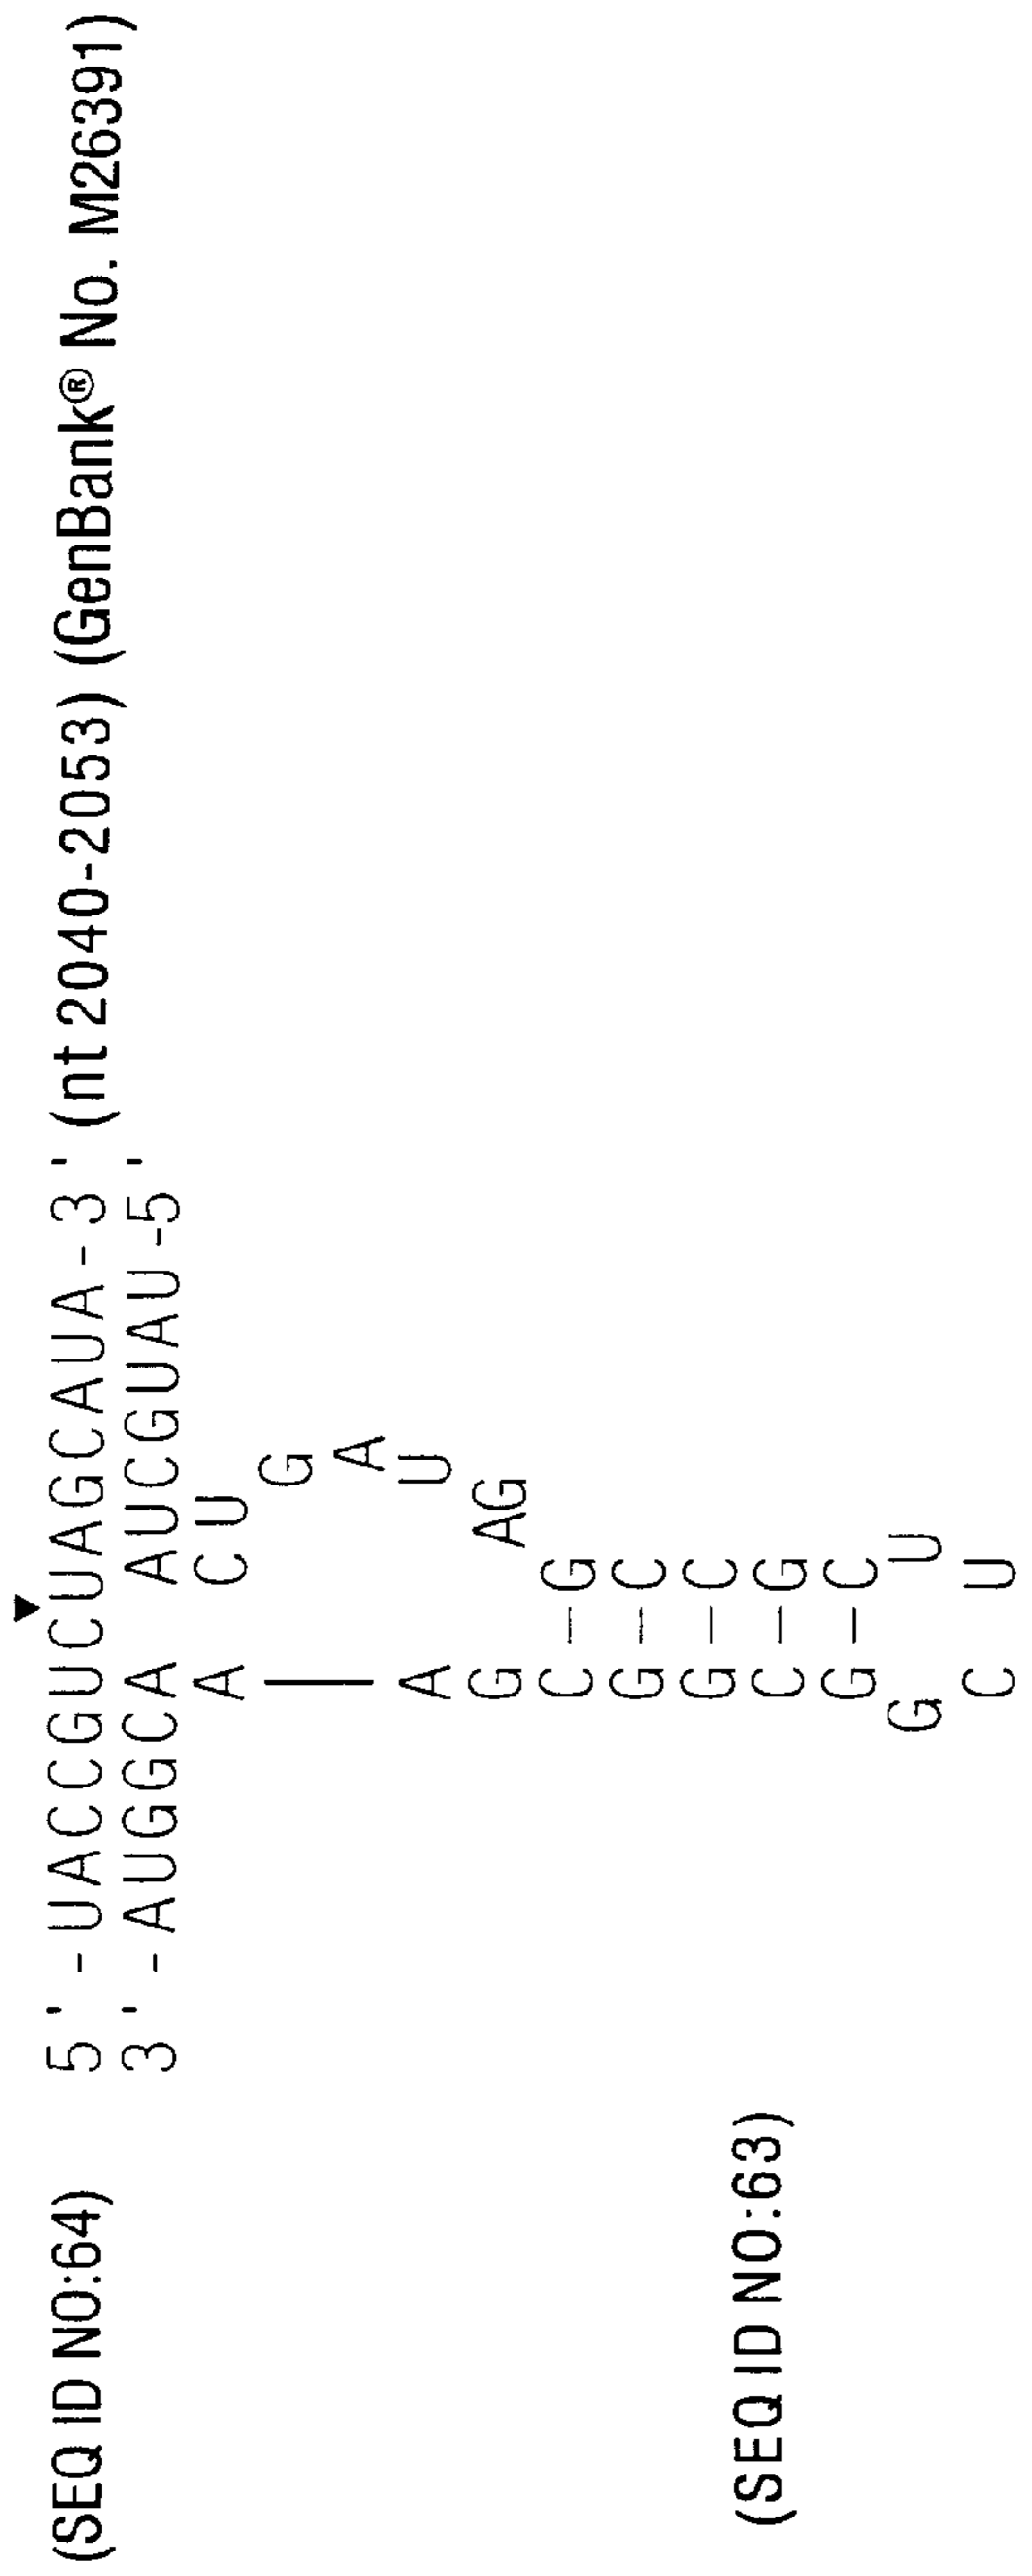 (SEQ ID NO:64) 5'-UACCGUCUAGCAUA-3' (nt 2040-2053) (GenBank® No. M26391)
3'-AUGGCA AUCGUAU-5'
A C U
G
A
A U
G AG
C – G
G – C
G – C
(SEQ ID NO:63) C – G
G – C
G U
C U